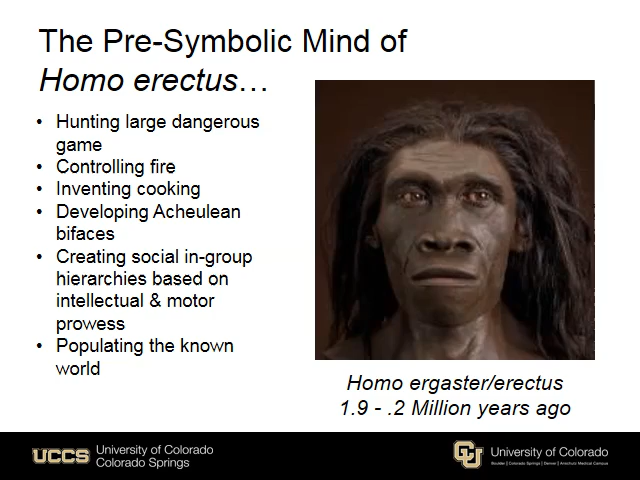 The Pre-Symbolic Mind of
Homo erectus…
• Hunting large dangerous
game
• Controlling fire
• Inventing cooking
• Developing Acheulean
bifaces
• Creating social in-group
hierarchies based on
intellectual & motor
prowess
• Populating the known
world
Homo ergaster/erectus
1.9 - .2 Million years ago
UCCS
University of Colorado
Colorado Springs
CU
University of Colorado
Boulder | Colorado Springs | Denver | Anschutz Medical Campus